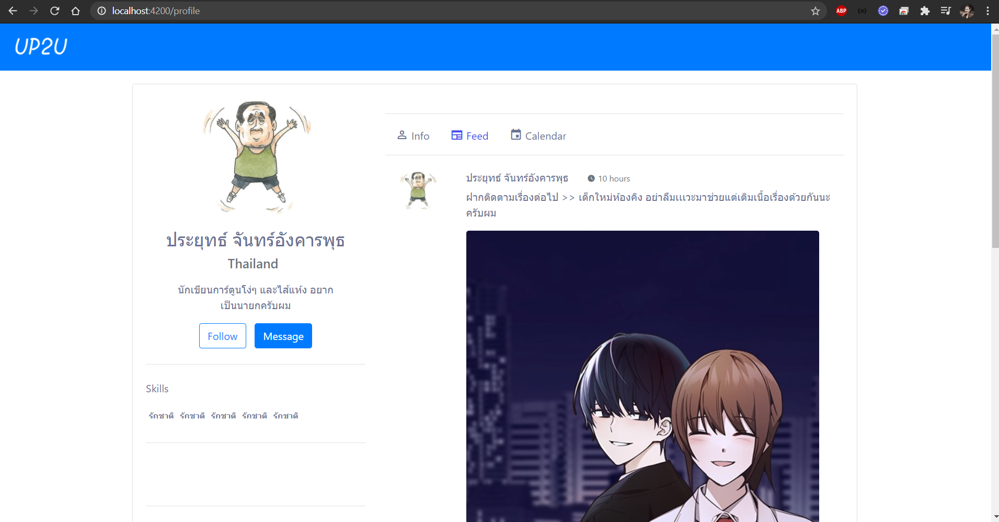 localhost:4200/profile
ABP
UP2U
ประยุทธ์ จันทร์อังคารพุธ
Thailand
นักเขียนการ์ตูนโง่ๆ และไส้แห้ง อยาก
เป็นนายกครับผม
Follow
Message
Skills
รักชาติ รักชาติ รักชาติ รักชาติ รักชาติ
Info
Feed
Calendar
ประยุทธ์ จันทร์อังคารพุธ
10 hours
ฝากติดตามเรื่องต่อไป >> เด็กใหม่ห้องคิง อย่าลืมแเวะมาช่วยแต่เติมเนื้อเรื่องด้วยกันนะ
ครับผม